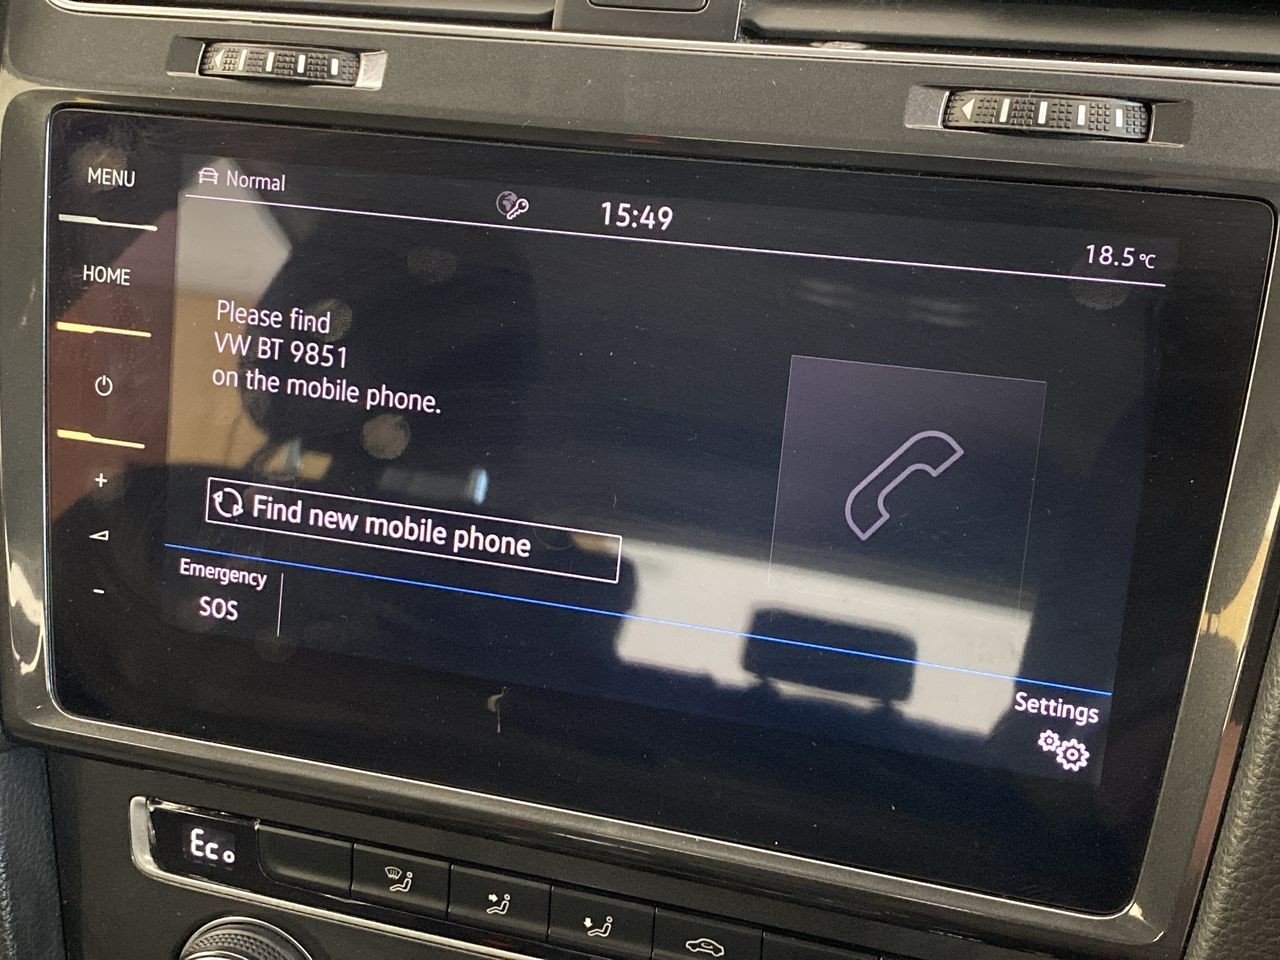 MENU
Normal
15:49
18.5°C
HOME
Please find
VW BT 9851
on the mobile phone.
+
-
Find new mobile phone
Emergency
SOS
Settings
Eco